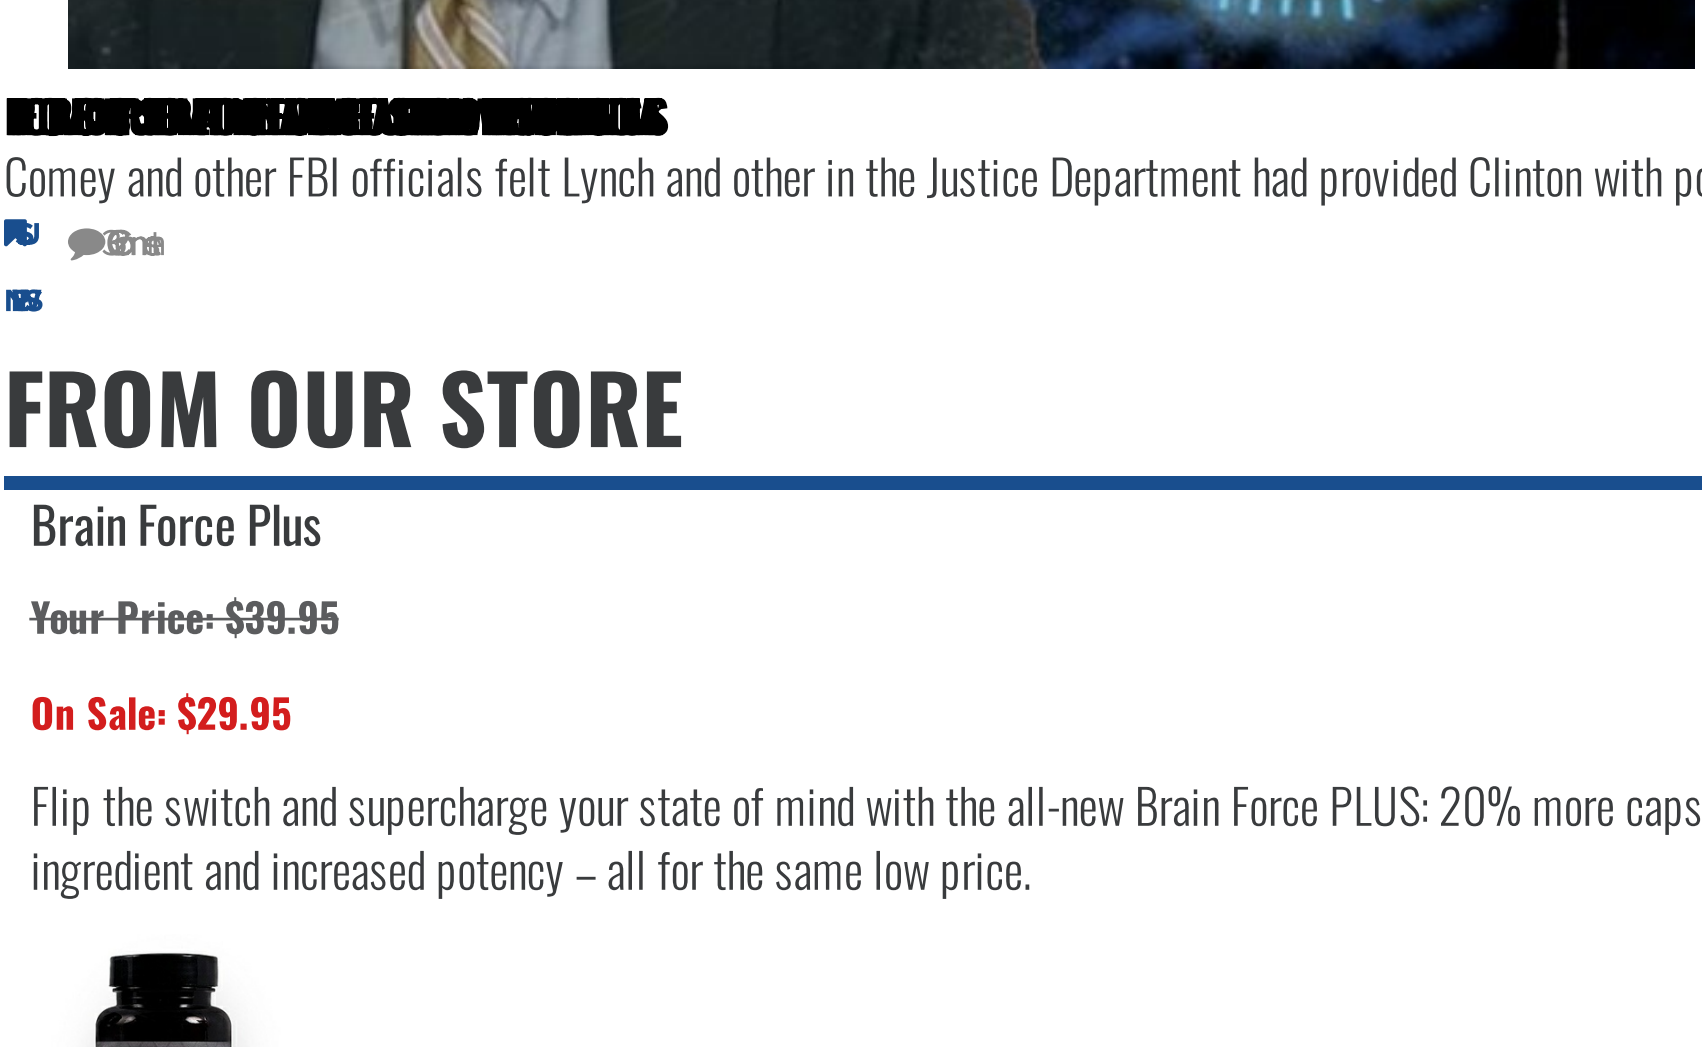 Comey and other FBI officials felt Lynch and other in the Justice Department had provided Clinton with
FROM OUR STORE
Brain Force Plus
Your Price: $39.95
On Sale: $29.95
Flip the switch and supercharge your state of mind with the all-new Brain Force PLUS: 20% more caps
ingredient and increased potency – all for the same low price.